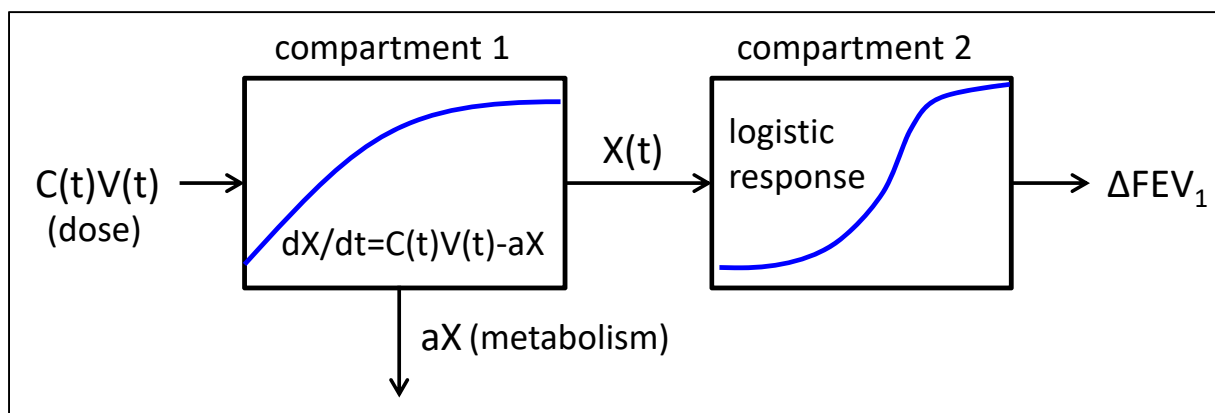 compartment 1
compartment 2
C(t)V(t)
(dose)
dX/dt=C(t)V(t)-aX
X(t)
logistic
response
ΔFEV₁
aX (metabolism)